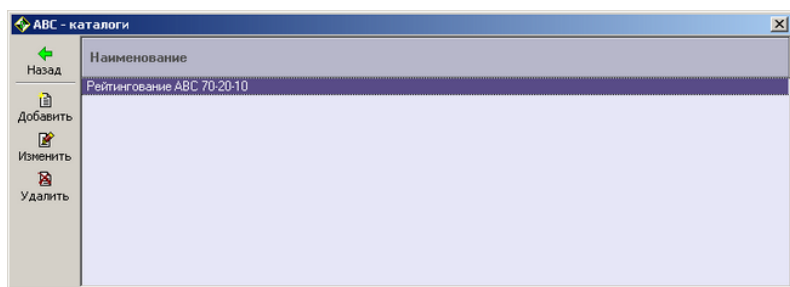 ABC - каталоги
Назад
Наименование
Рейтингование ABC 70-20-10
Добавить
Изменить
Удалить